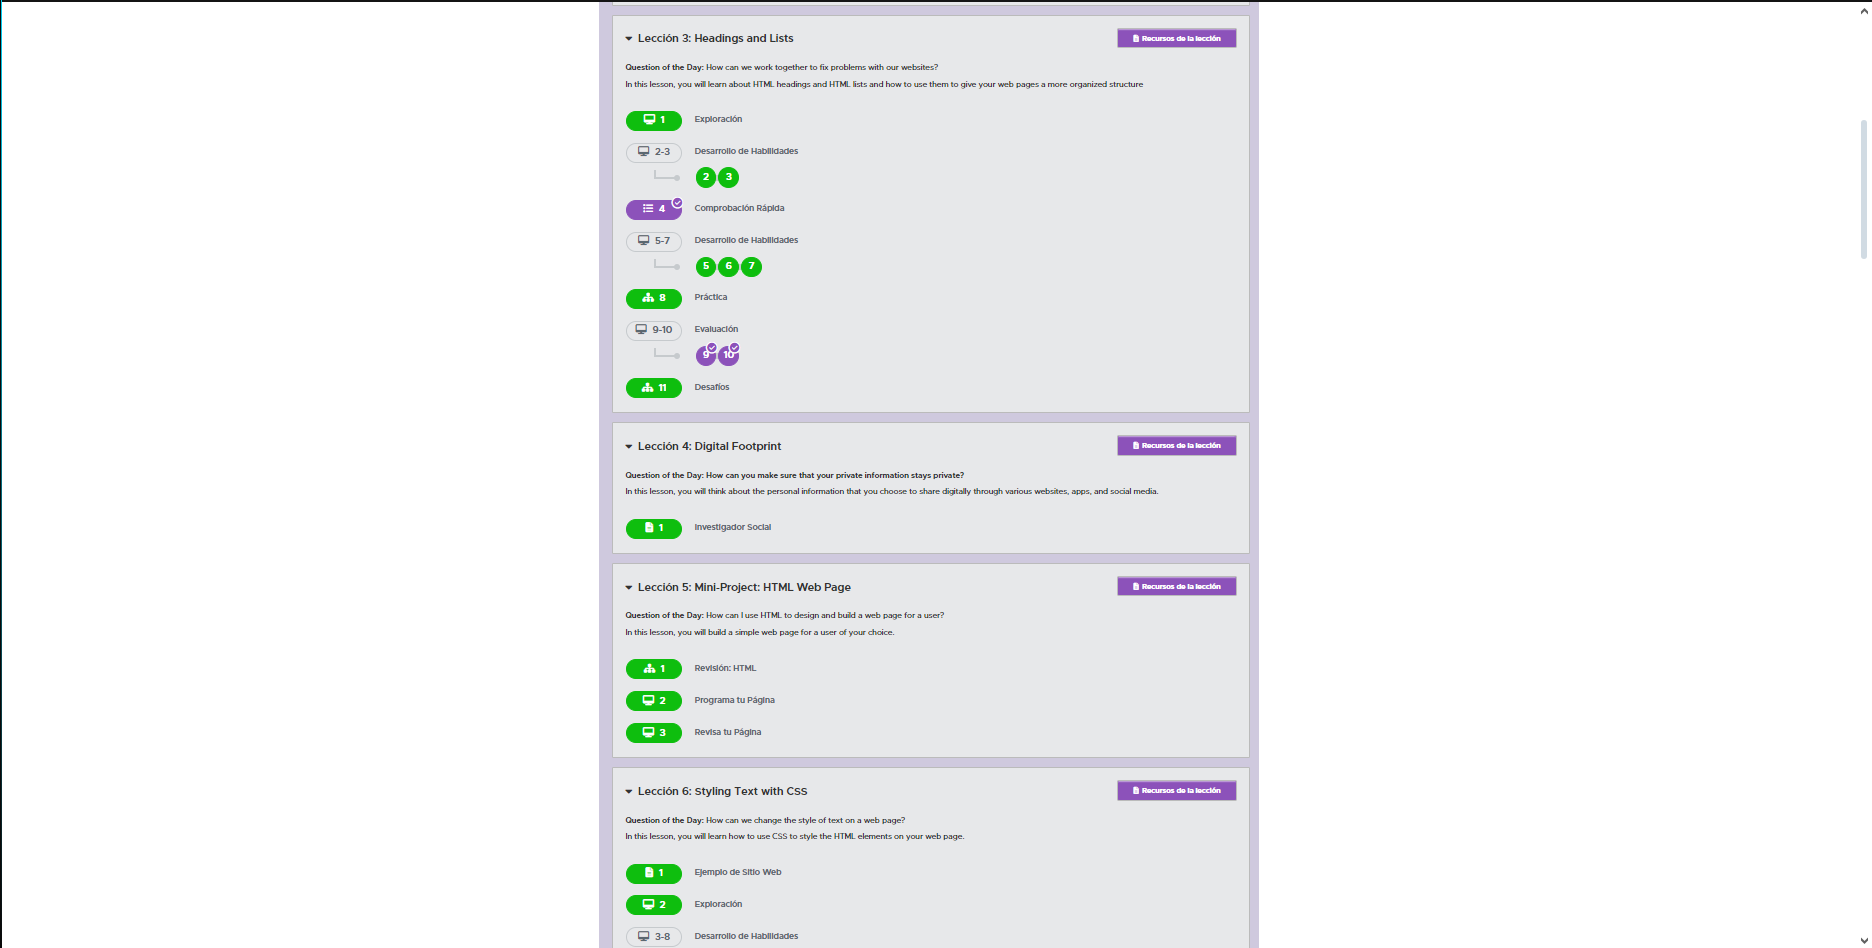 Lección 3: Headings and Lists
Recursos de la lección
Question of the Day: How can we work together to fix problems with our websites?
In this lesson, you will learn about HTML headings and HTML lists and how to use them to give your web pages a more organized structure
1 Exploración
2-3 Desarrollo de Habilidades
2 3
4 Comprobación Rápida
5-7 Desarrollo de Habilidades
5 6 7
8 Práctica
9-10 Evaluación
9 10
11 Desafíos
Lección 4: Digital Footprint
Recursos de la lección
Question of the Day: How can you make sure that your private information stays private?
In this lesson, you will think about the personal information that you choose to share digitally through various websites, apps, and social media.
1 Investigador Social
Lección 5: Mini-Project: HTML Web Page
Recursos de la lección
Question of the Day: How can I use HTML to design and build a web page for a user?
In this lesson, you will build a simple web page for a user of your choice.
1 Revisión: HTML
2 Programa tu Página
3 Revisa tu Página
Lección 6: Styling Text with CSS
Recursos de la lección
Question of the Day: How can we change the style of text on a web page?
In this lesson, you will learn how to use CSS to style the HTML elements on your web page.
1 Ejemplo de Sitio Web
2 Exploración
3-8 Desarrollo de Habilidades